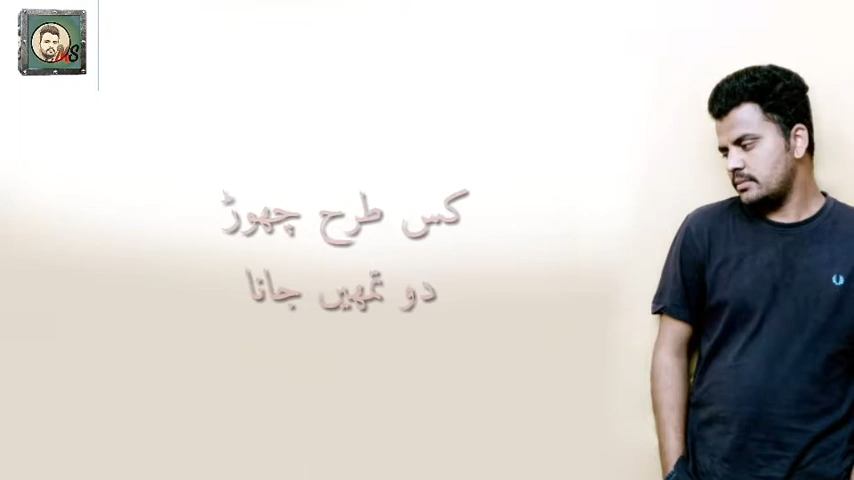 کس طرح چھوڑ
دو تمھیں جانا